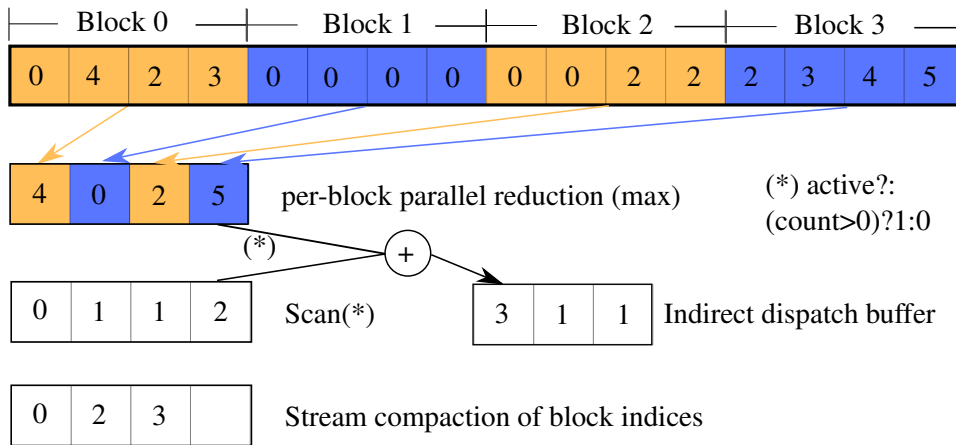 Block 0 Block 1 Block 2 Block 3
0 4 2 3 0 0 0 0 0 0 2 2 2 3 4 5
4 0 2 5
per-block parallel reduction (max)
(*) active?:
(count>0)?1:0
(*)
+
0 1 1 2
Scan(*)
3 1 1
Indirect dispatch buffer
0 2 3
Stream compaction of block indices